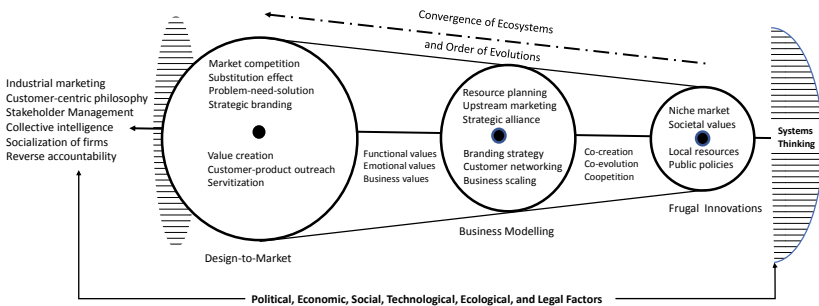 Convergence of Ecosystems
and Order of Evolutions
Industrial marketing
Customer-centric philosophy
Stakeholder Management
Collective intelligence
Socialization of firms
Reverse accountability
Market competition
Substitution effect
Problem-need-solution
Strategic branding
Value creation
Customer-product outreach
Servitization
Design-to-Market
Functional values
Emotional values
Business values
Resource planning
Upstream marketing
Strategic alliance
Branding strategy
Customer networking
Business scaling
Business Modelling
Co-creation
Co-evolution
Coopetition
Niche market
Societal values
Local resources
Public policies
Frugal Innovations
Systems
Thinking
Political, Economic, Social, Technological, Ecological, and Legal Factors